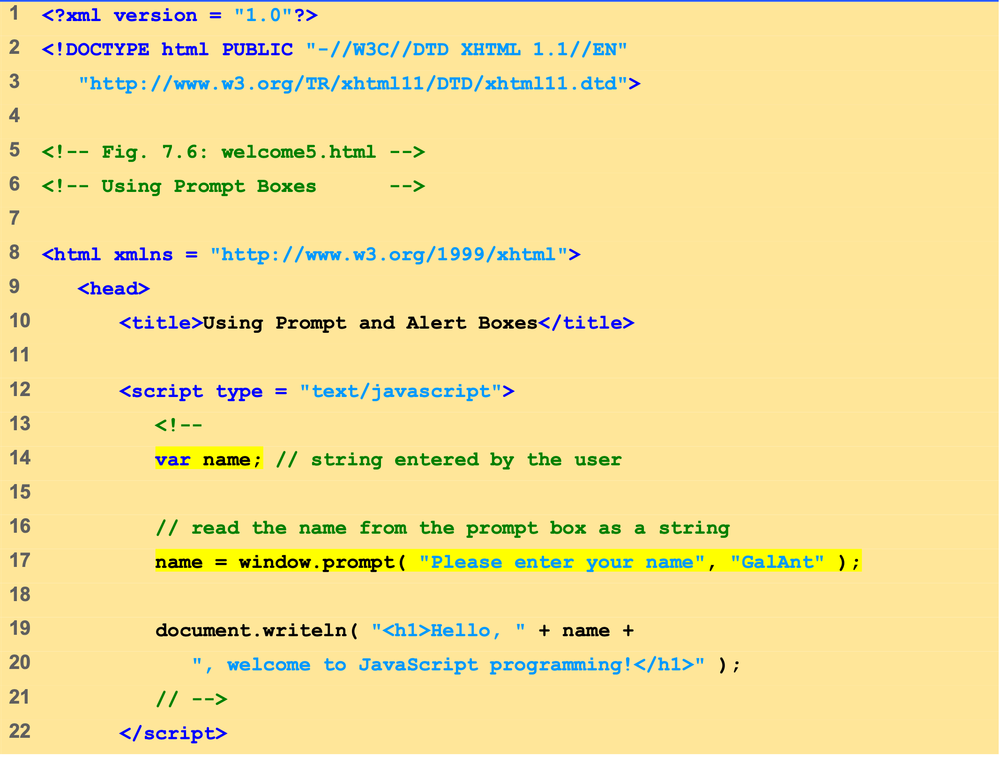 1 <?xml version = "1.0"?>
2 <!DOCTYPE html PUBLIC "-//W3C//DTD XHTML 1.1//EN"
3    "http://www.w3.org/TR/xhtml11/DTD/xhtml11.dtd">
4
5 <!-- Fig. 7.6: welcome5.html -->
6 <!-- Using Prompt Boxes      -->
7
8 <html xmlns = "http://www.w3.org/1999/xhtml">
9    <head>
10       <title>Using Prompt and Alert Boxes</title>
11
12       <script type = "text/javascript">
13          <!--
14          var name; // string entered by the user
15
16          // read the name from the prompt box as a string
17          name = window.prompt( "Please enter your name", "GalAnt" );
18
19          document.writeln( "<h1>Hello, " + name +
20             ", welcome to JavaScript programming!</h1>" );
21          // -->
22       </script>